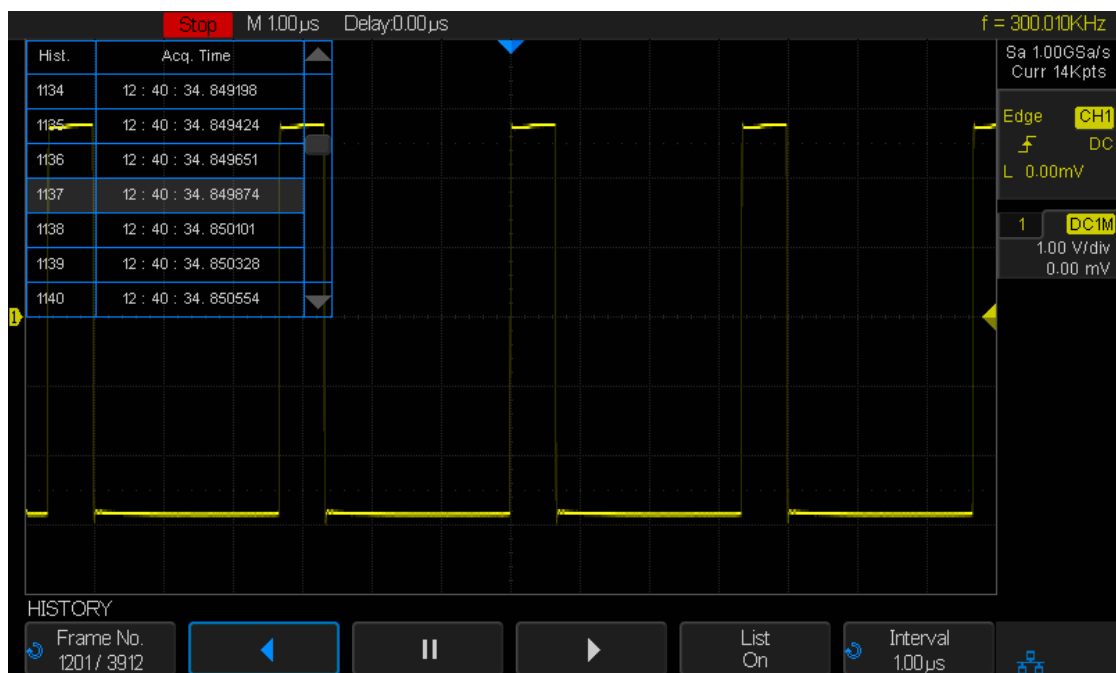 Stop M 1.00μs Delay:0.00μs f = 300.010KHz
Sa 1.00GSa/s
Curr 14Kpts
Hist. Acq. Time
1134 12 : 40 : 34. 849198
1135 12 : 40 : 34. 849424
1136 12 : 40 : 34. 849651
1137 12 : 40 : 34. 849874
1138 12 : 40 : 34. 850101
1139 12 : 40 : 34. 850328
1140 12 : 40 : 34. 850554
Edge CH1
DC
L 0.00mV
1 DC1M
1.00 V/div
0.00 mV
1
HISTORY
Frame No.
1201 / 3912
List
On
Interval
1.00μs